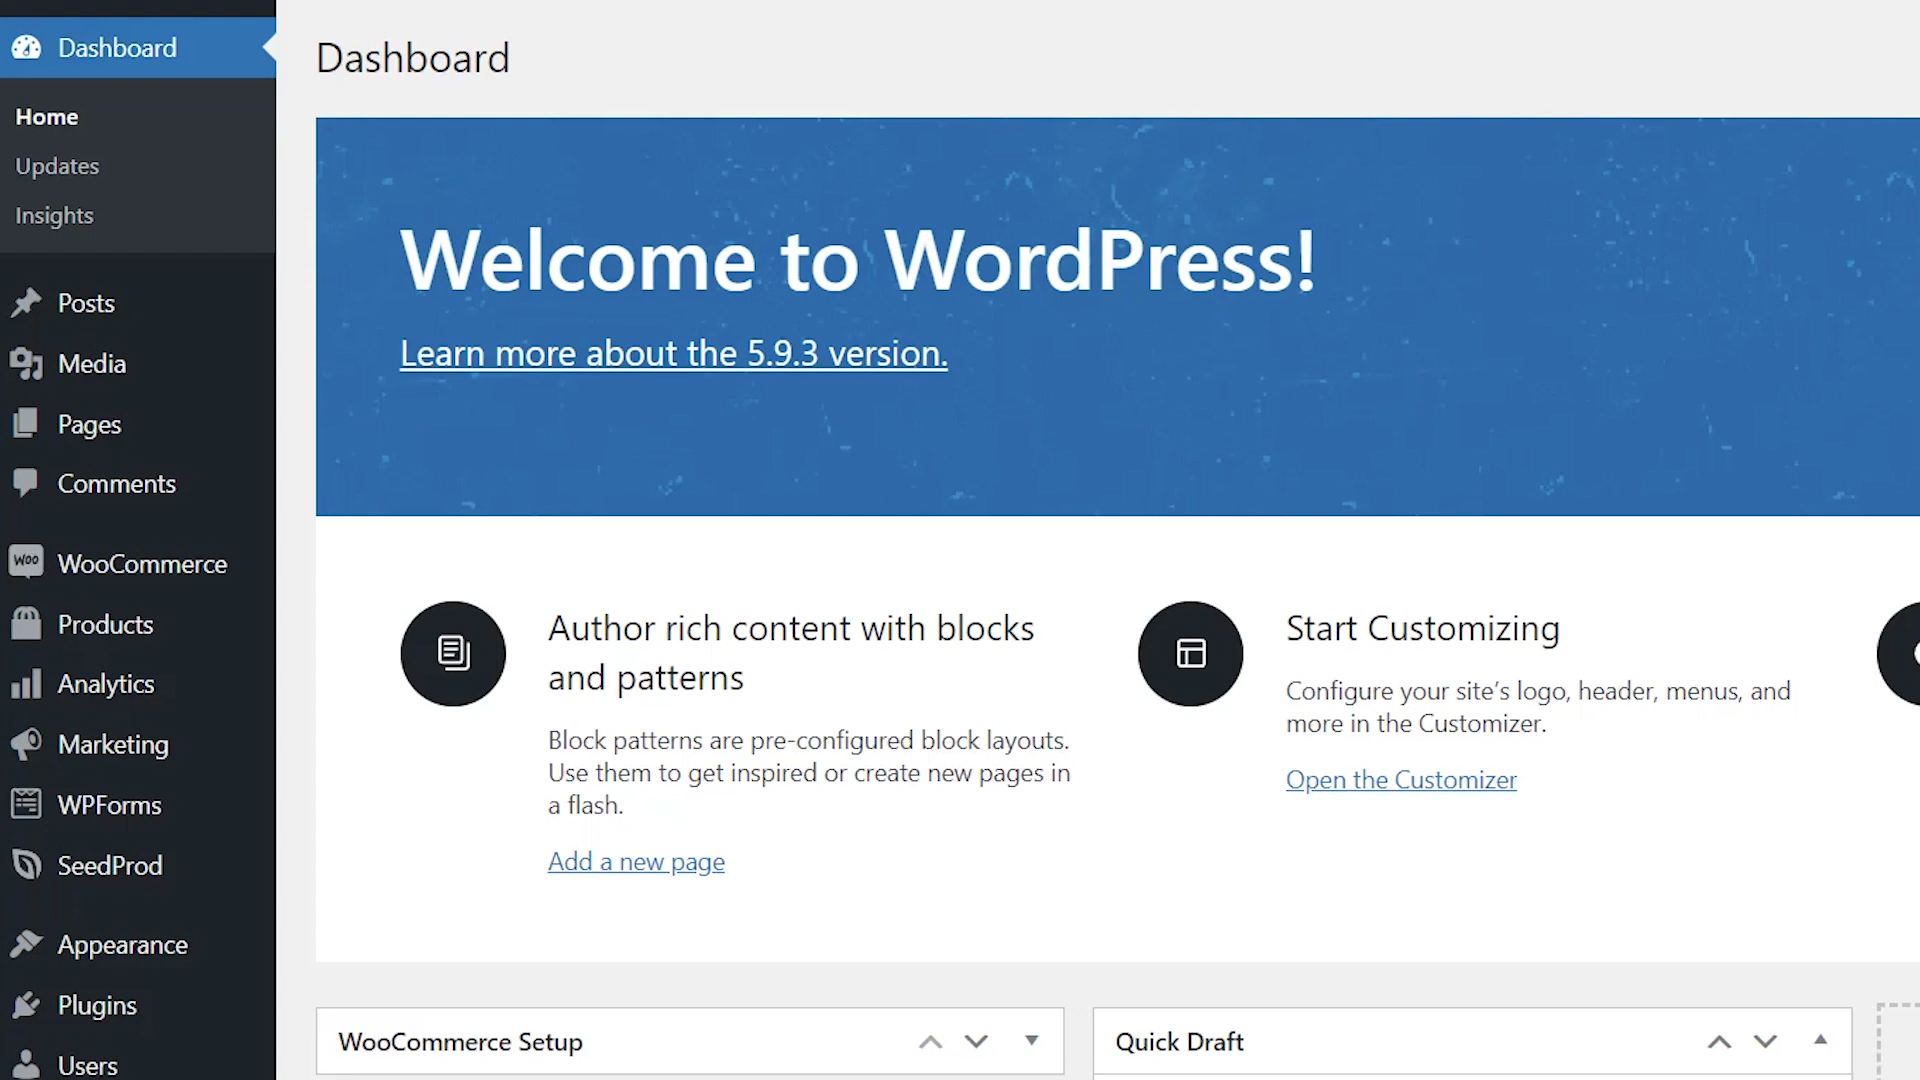 Dashboard
Home
Updates
Insights
Posts
Media
Pages
Comments
Woo WooCommerce
Products
Analytics
Marketing
WPForms
SeedProd
Appearance
Plugins
Users
Dashboard
Welcome to WordPress!
Learn more about the 5.9.3 version.
Author rich content with blocks
and patterns
Block patterns are pre-configured block layouts.
Use them to get inspired or create new pages in
a flash.
Add a new page
Start Customizing
Configure your site’s logo, header, menus, and
more in the Customizer.
Open the Customizer
WooCommerce Setup
Quick Draft